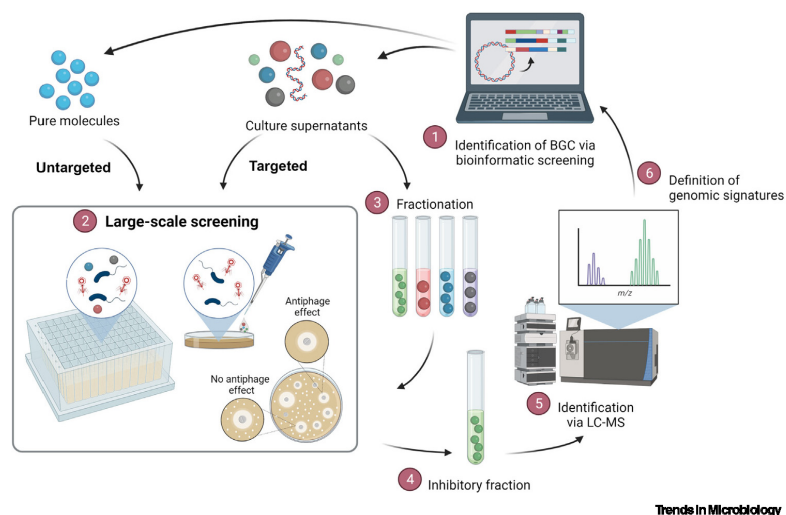 1
Identification of BGC via
bioinformatic screening
Pure molecules
Culture supernatants
Untargeted
Targeted
2
Large-scale screening
Antiphage
effect
No antiphage
effect
3
Fractionation
4
Inhibitory fraction
5
Identification
via LC-MS
m/z
6
Definition of
genomic signatures
Trends in Microbiology